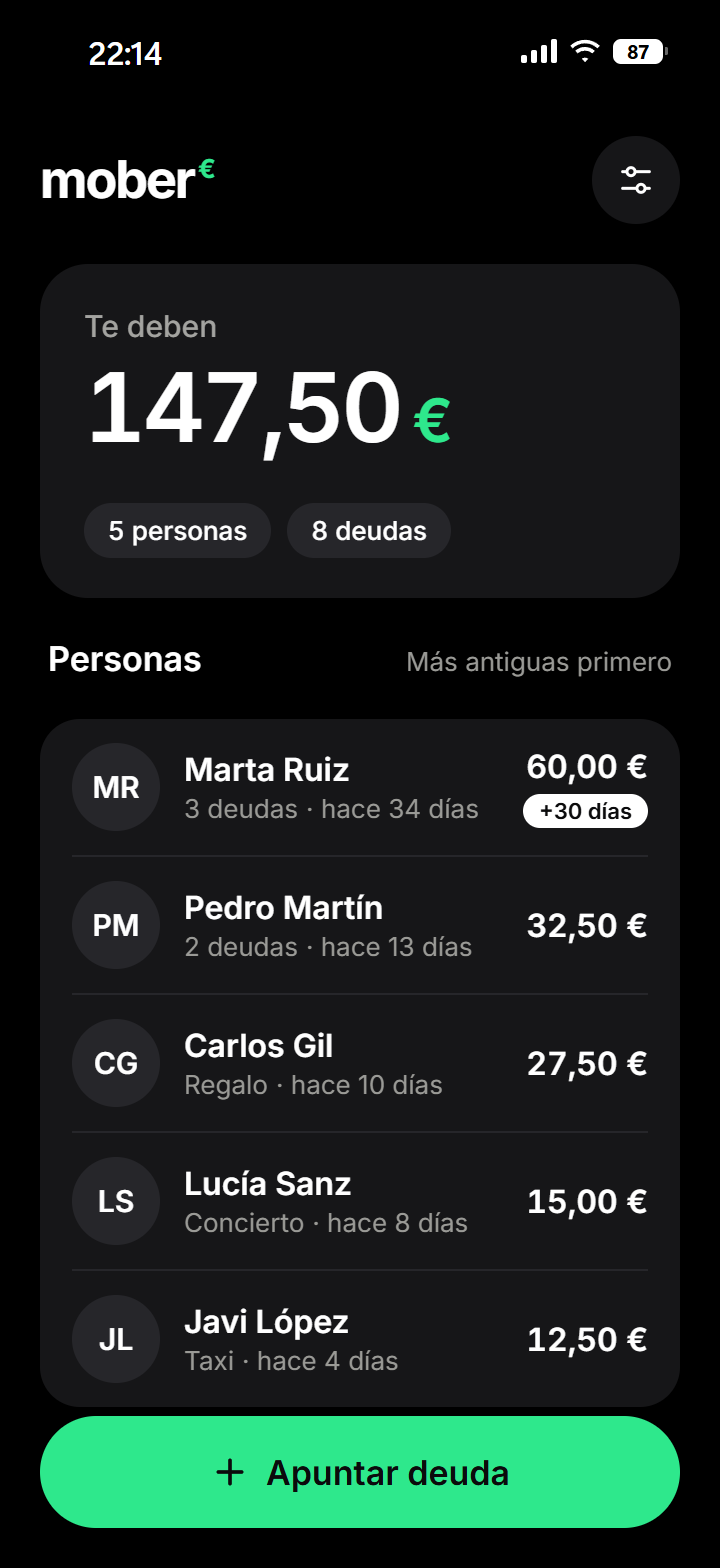 22:14
87
mober€
Te deben
147,50 €
5 personas
8 deudas
Personas
Más antiguas primero
MR
Marta Ruiz
60,00 €
3 deudas · hace 34 días
+30 días
PM
Pedro Martín
32,50 €
2 deudas · hace 13 días
CG
Carlos Gil
27,50 €
Regalo · hace 10 días
LS
Lucía Sanz
15,00 €
Concierto · hace 8 días
JL
Javi López
12,50 €
Taxi · hace 4 días
+ Apuntar deuda